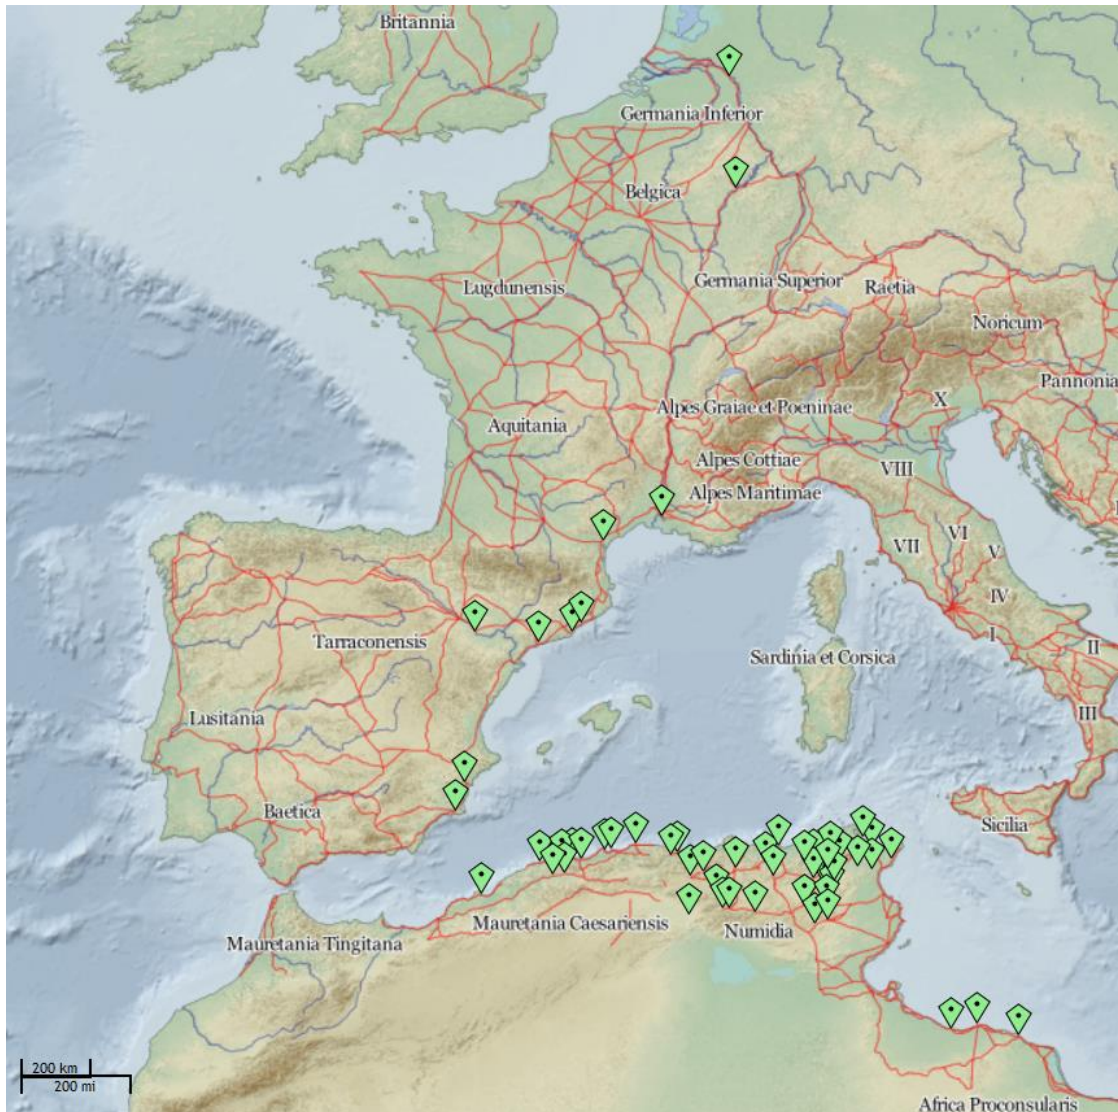 Britannia
Germania Inferior
Belgica
Lugdunensis
Germania Superior
Raetia
Noricum
Pannonia
Alpes Graiae et Poeninae
X
Aquitania
Alpes Cottiae
VIII
Alpes Maritimae
VI
VII
V
IV
Tarraconensis
I
II
Sardinia et Corsica
Lusitania
III
Baetica
Sicilia
Mauretania Caesariensis
Numidia
Mauretania Tingitana
200 km
200 mi
Africa Proconsularis